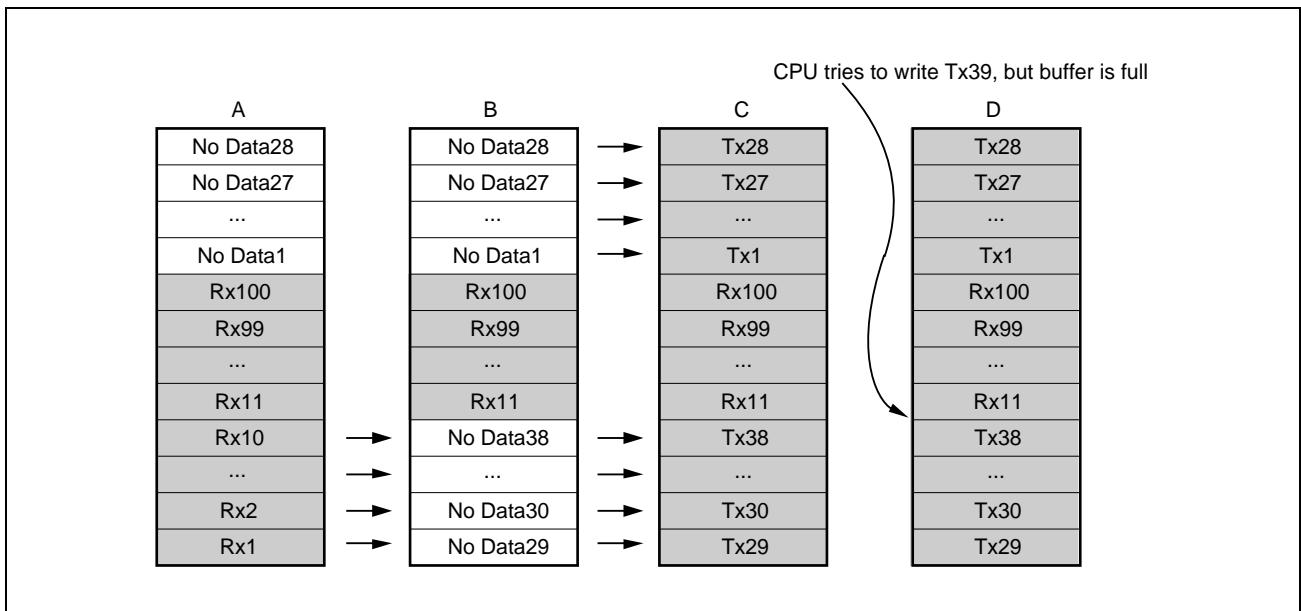 CPU tries to write Tx39, but buffer is full
A B C D
No Data28 No Data28 Tx28 Tx28
No Data27 No Data27 Tx27 Tx27
... ... ... ...
No Data1 No Data1 Tx1 Tx1
Rx100 Rx100 Rx100 Rx100
Rx99 Rx99 Rx99 Rx99
... ... ... ...
Rx11 Rx11 Rx11 Rx11
Rx10 No Data38 Tx38 Tx38
... ... ... ...
Rx2 No Data30 Tx30 Tx30
Rx1 No Data29 Tx29 Tx29